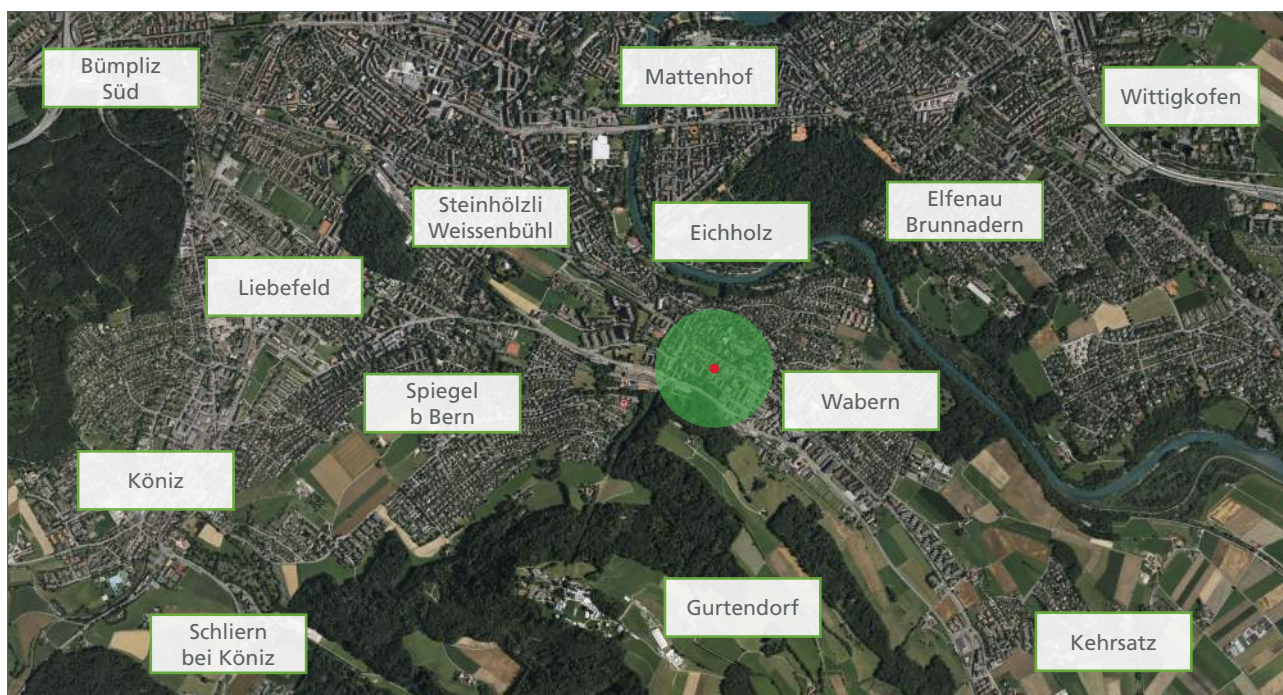 Bümpliz
Süd
Mattenhof
Wittigkofen
Steinhölzli
Weissenbühl
Eichholz
Elfenau
Brunnadern
Liebefeld
Spiegel
b Bern
Wabern
Köniz
Gurtendorf
Schliern
bei Köniz
Kehrsatz